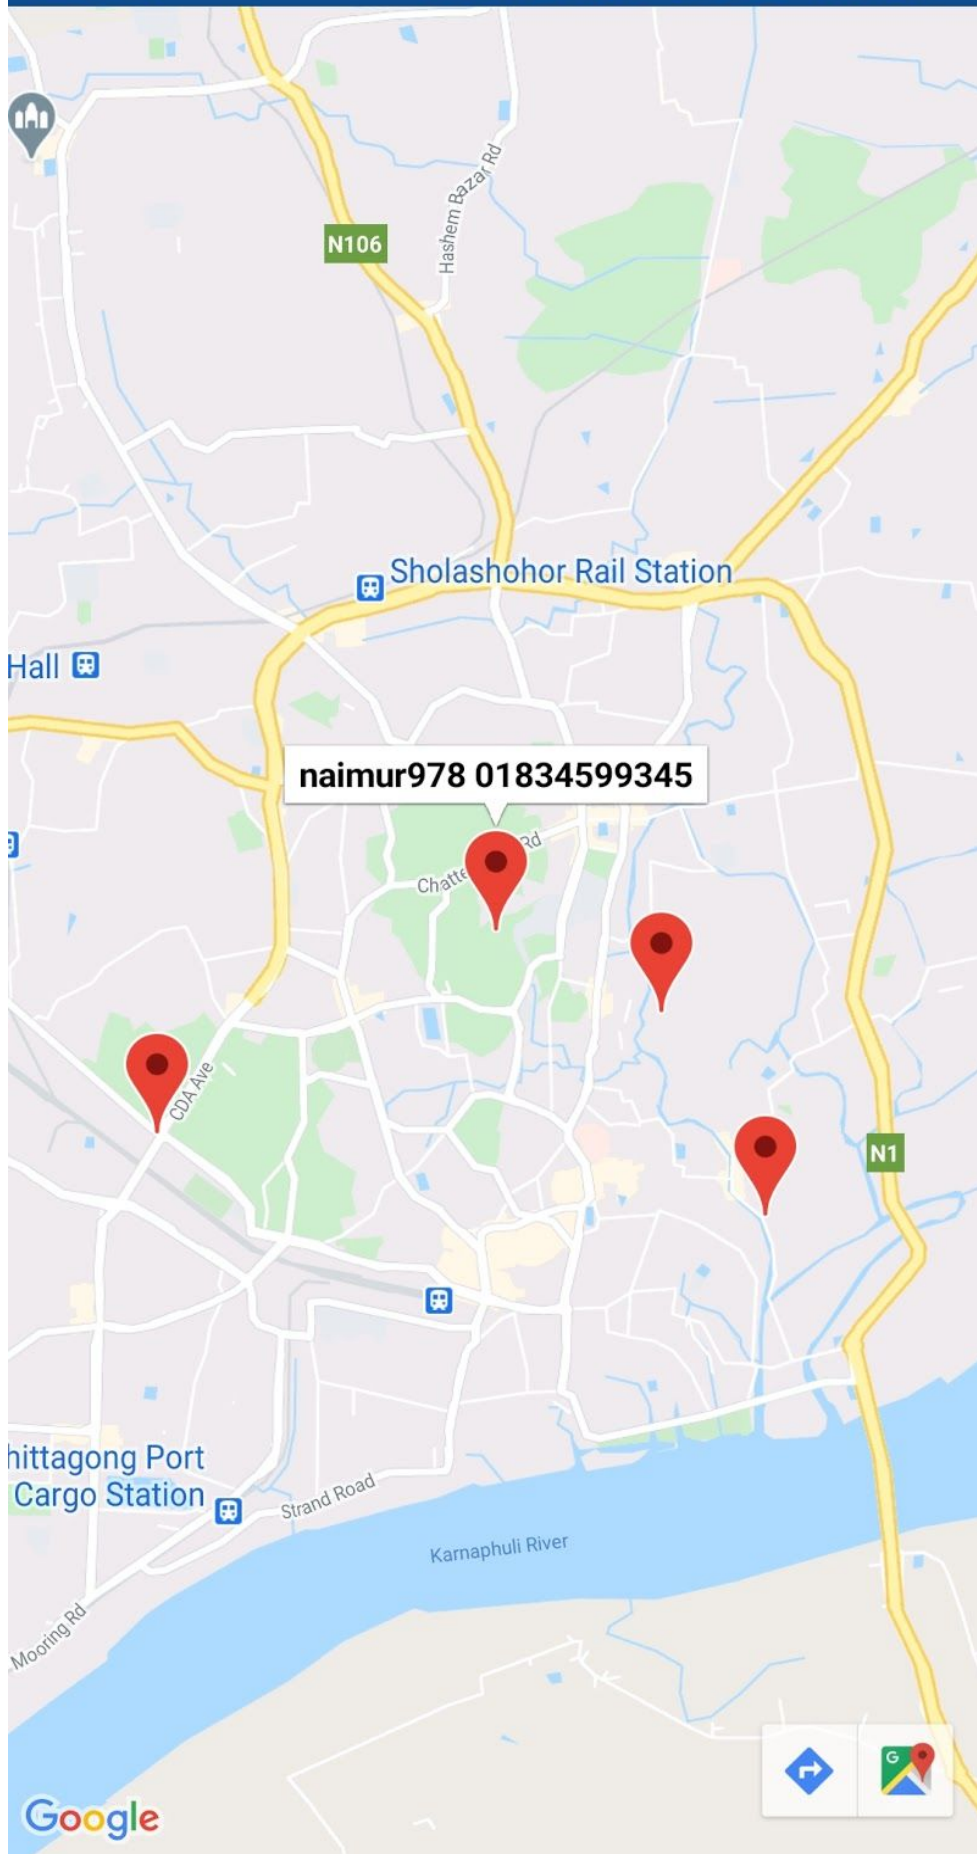 N106
Hashem Bazar Rd
Sholashohor Rail Station
Hall
naimur978 01834599345
Rd
Chatte
CDA Ave
N1
hittagong Port
Cargo Station
Strand Road
Karnaphuli River
Mooring Rd
G
Google